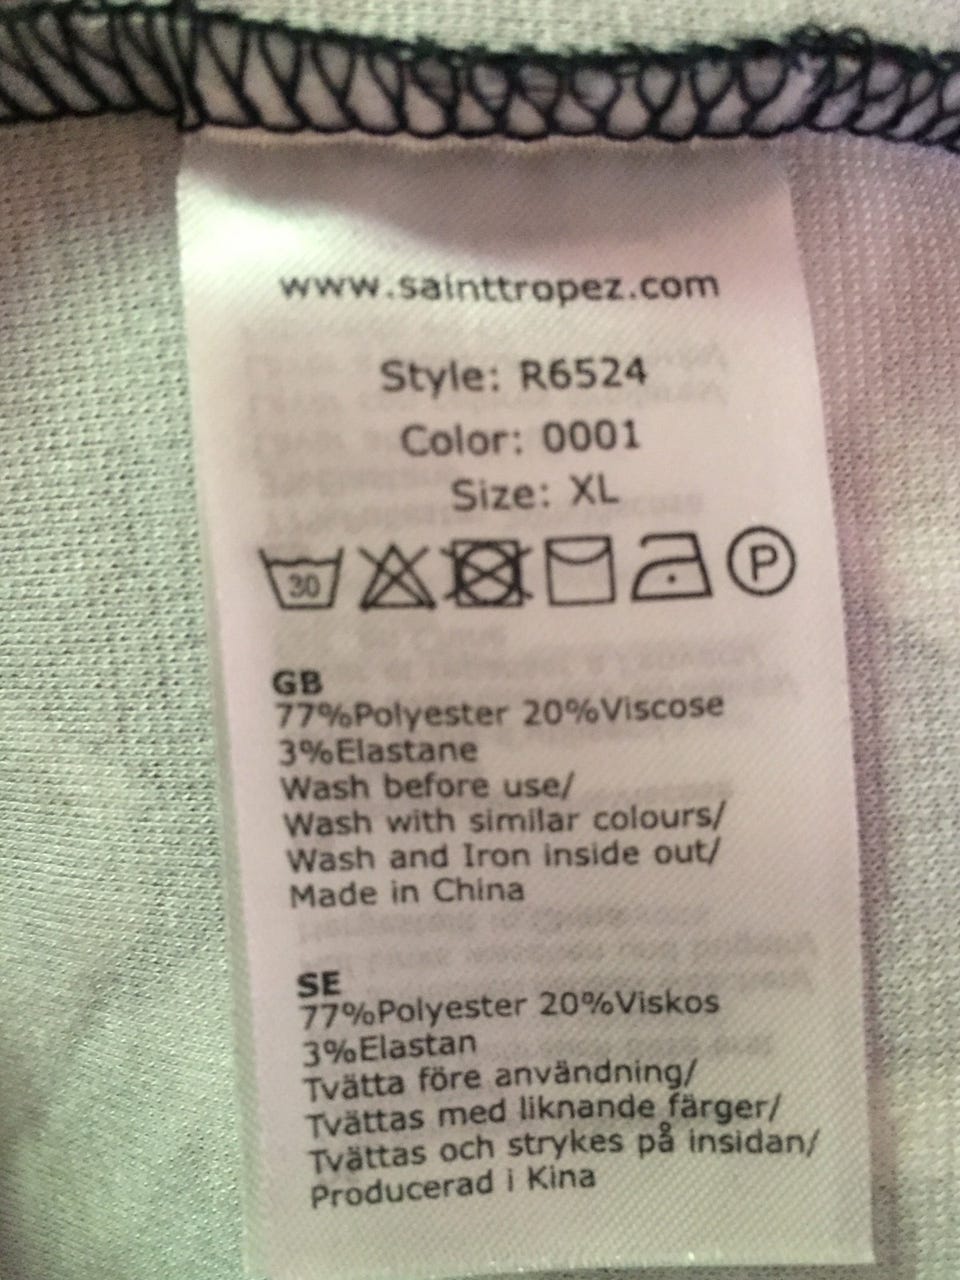 www.sainttropez.com
Style: R6524
Color: 0001
Size: XL
30 P
GB
77%Polyester 20%Viscose
3%Elastane
Wash before use/
Wash with similar colours/
Wash and Iron inside out/
Made in China
SE
77%Polyester 20%Viskos
3%Elastan
Tvätta före användning/
Tvättas med liknande färger/
Tvättas och strykes på insidan/
Producerad i Kina